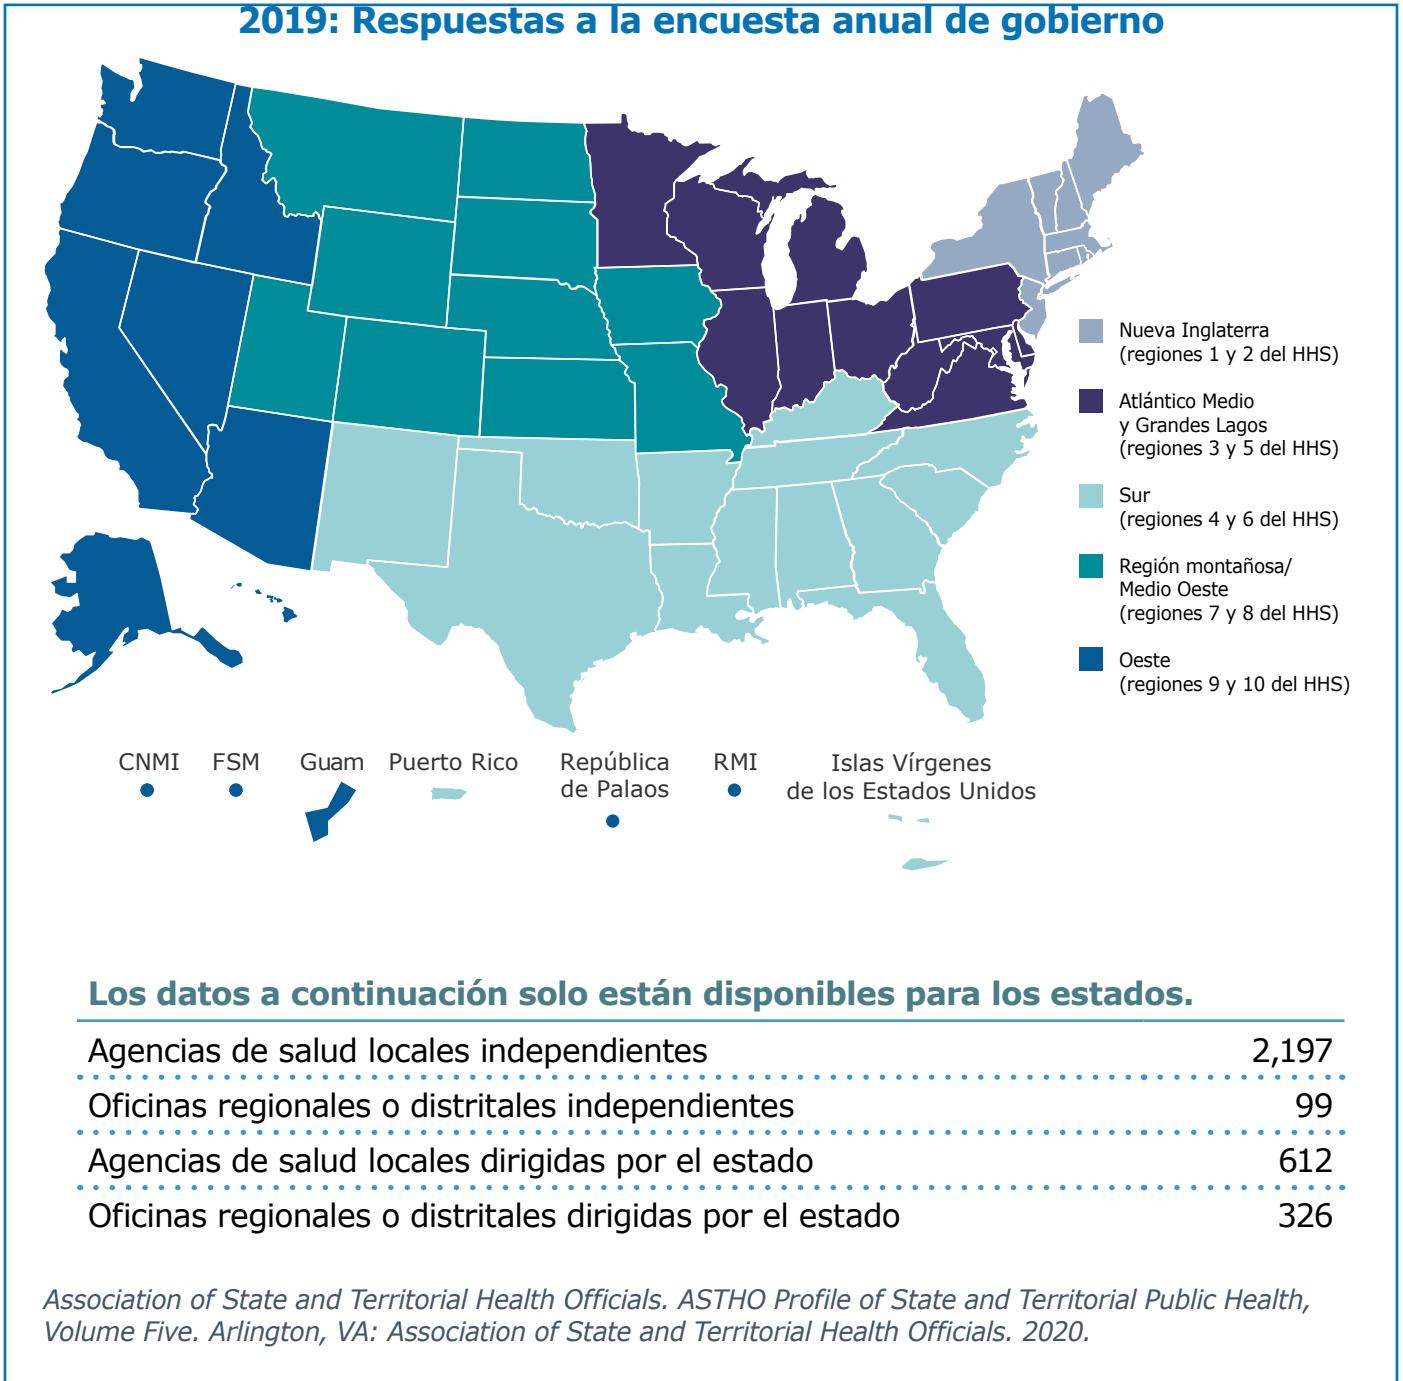 2019: Respuestas a la encuesta anual de gobierno
Nueva Inglaterra
(regiones 1 y 2 del HHS)
Atlántico Medio
y Grandes Lagos
(regiones 3 y 5 del HHS)
Sur
(regiones 4 y 6 del HHS)
Región montañosa/
Medio Oeste
(regiones 7 y 8 del HHS)
Oeste
(regiones 9 y 10 del HHS)
CNMI
FSM
Guam
Puerto Rico
República
de Palaos
RMI
Islas Vírgenes
de los Estados Unidos
Los datos a continuación solo están disponibles para los estados.
Agencias de salud locales independientes 2,197
Oficinas regionales o distritales independientes 99
Agencias de salud locales dirigidas por el estado 612
Oficinas regionales o distritales dirigidas por el estado 326
Association of State and Territorial Health Officials. ASTHO Profile of State and Territorial Public Health,
Volume Five. Arlington, VA: Association of State and Territorial Health Officials. 2020.